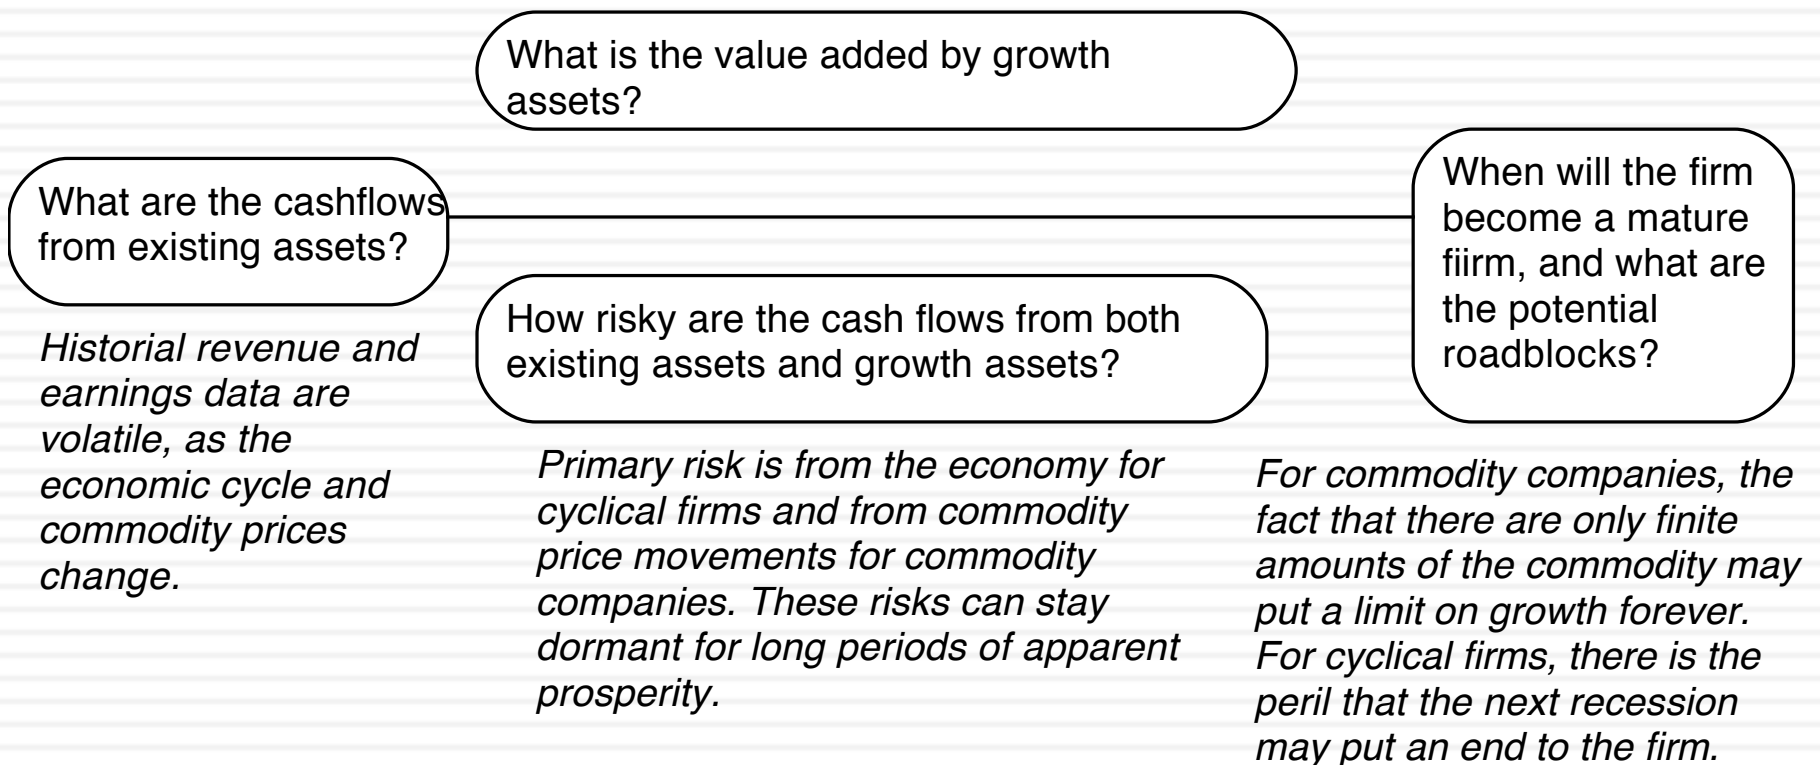 What is the value added by growth
assets?
What are the cashflows
from existing assets?
Historial revenue and
earnings data are
volatile, as the
economic cycle and
commodity prices
change.
How risky are the cash flows from both
existing assets and growth assets?
Primary risk is from the economy for
cyclical firms and from commodity
price movements for commodity
companies. These risks can stay
dormant for long periods of apparent
prosperity.
When will the firm
become a mature
fiirm, and what are
the potential
roadblocks?
For commodity companies, the
fact that there are only finite
amounts of the commodity may
put a limit on growth forever.
For cyclical firms, there is the
peril that the next recession
may put an end to the firm.